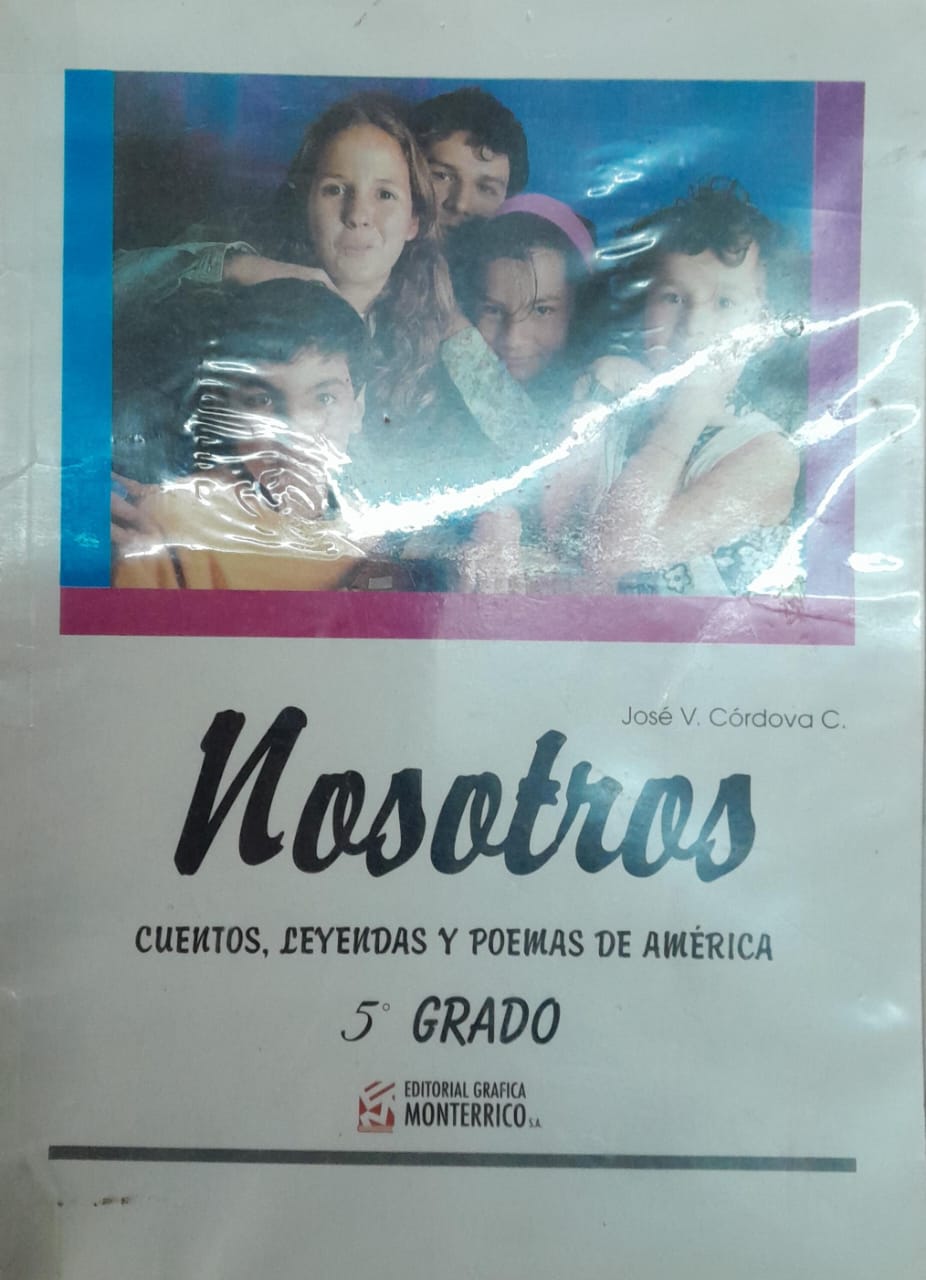 José V. Córdova C.
Nosotros
CUENTOS, LEYENDAS Y POEMAS DE AMÉRICA
5° GRADO
EDITORIAL GRAFICA
MONTERRICO S.A.